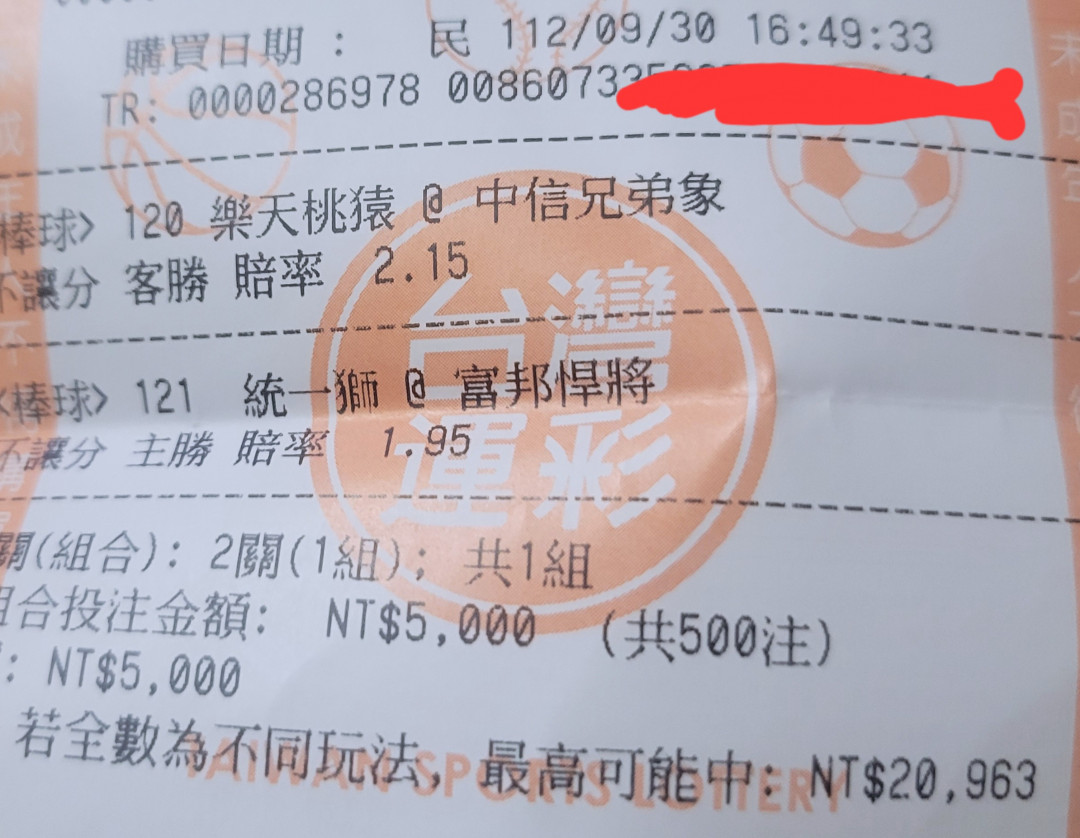 購買日期： 民 112/09/30 16:49:33
TR: 0000286978 0086073
棒球> 120 樂天桃猿 @ 中信兄弟象
不讓分 客勝 賠率 2.15
<棒球> 121 統一獅 @ 富邦悍將
不讓分 主勝 賠率 1.95
台灣
運彩
關(組合): 2關(1組); 共1組
組合投注金額: NT$5,000 (共500注)
: NT$5,000
若全數為不同玩法, 最高可能中: NT$20,963
TAIWAN SPORTS LOTTERY
未成年